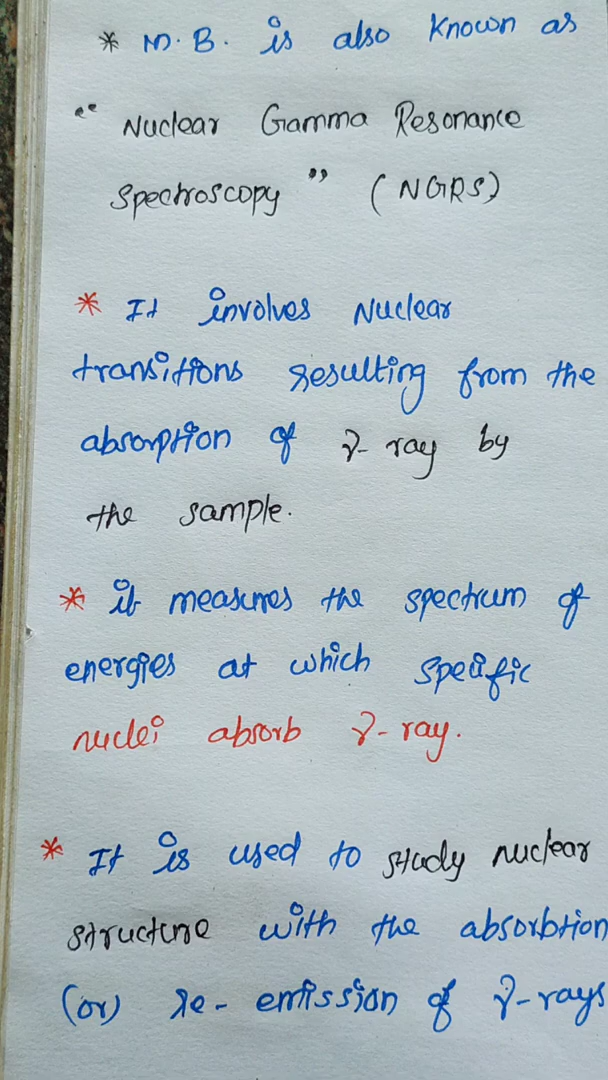 * M.B. is also known as
"Nuclear Gamma Resonance
Spectroscopy" (NGRS)
* It involves Nuclear
transitions resulting from the
absorption of γ-ray by
the sample.
* it measures the spectrum of
energies at which specific
nuclei absorb γ-ray.
* It is used to study nuclear
structure with the absorbtion
(or) re-emission of γ-rays